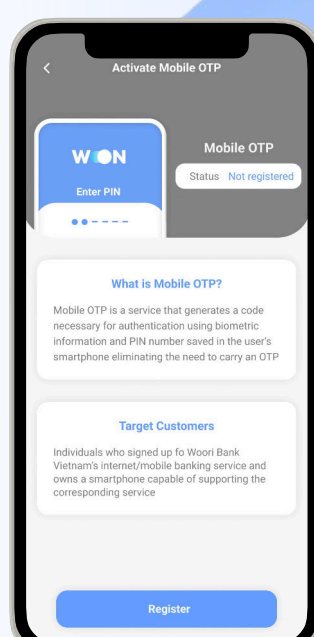 Activate Mobile OTP
WON
Enter PIN
Mobile OTP
Status Not registered
What is Mobile OTP?
Mobile OTP is a service that generates a code
necessary for authentication using biometric
information and PIN number saved in the user's
smartphone eliminating the need to carry an OTP
Target Customers
Individuals who signed up fo Woori Bank
Vietnam's internet/mobile banking service and
owns a smartphone capable of supporting the
corresponding service
Register